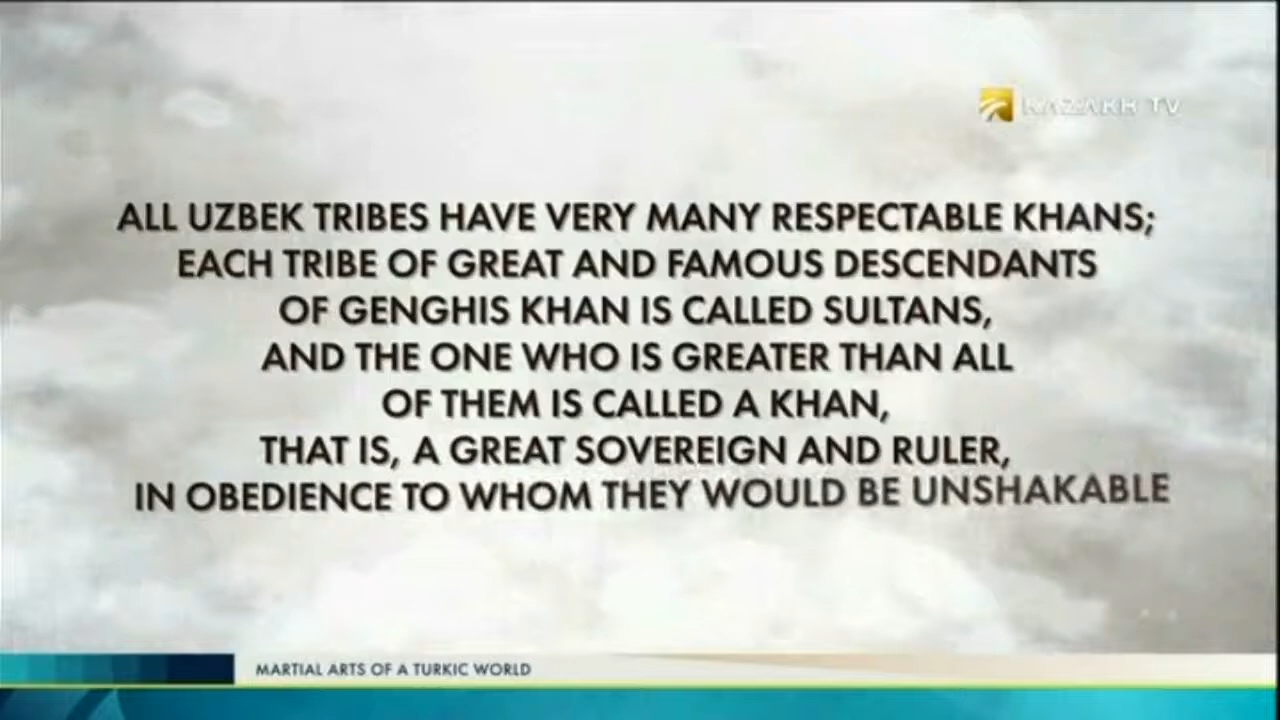 KAZAKH TV
ALL UZBEK TRIBES HAVE VERY MANY RESPECTABLE KHANS;
EACH TRIBE OF GREAT AND FAMOUS DESCENDANTS
OF GENGHIS KHAN IS CALLED SULTANS,
AND THE ONE WHO IS GREATER THAN ALL
OF THEM IS CALLED A KHAN,
THAT IS, A GREAT SOVEREIGN AND RULER,
IN OBEDIENCE TO WHOM THEY WOULD BE UNSHAKABLE
MARTIAL ARTS OF A TURKIC WORLD